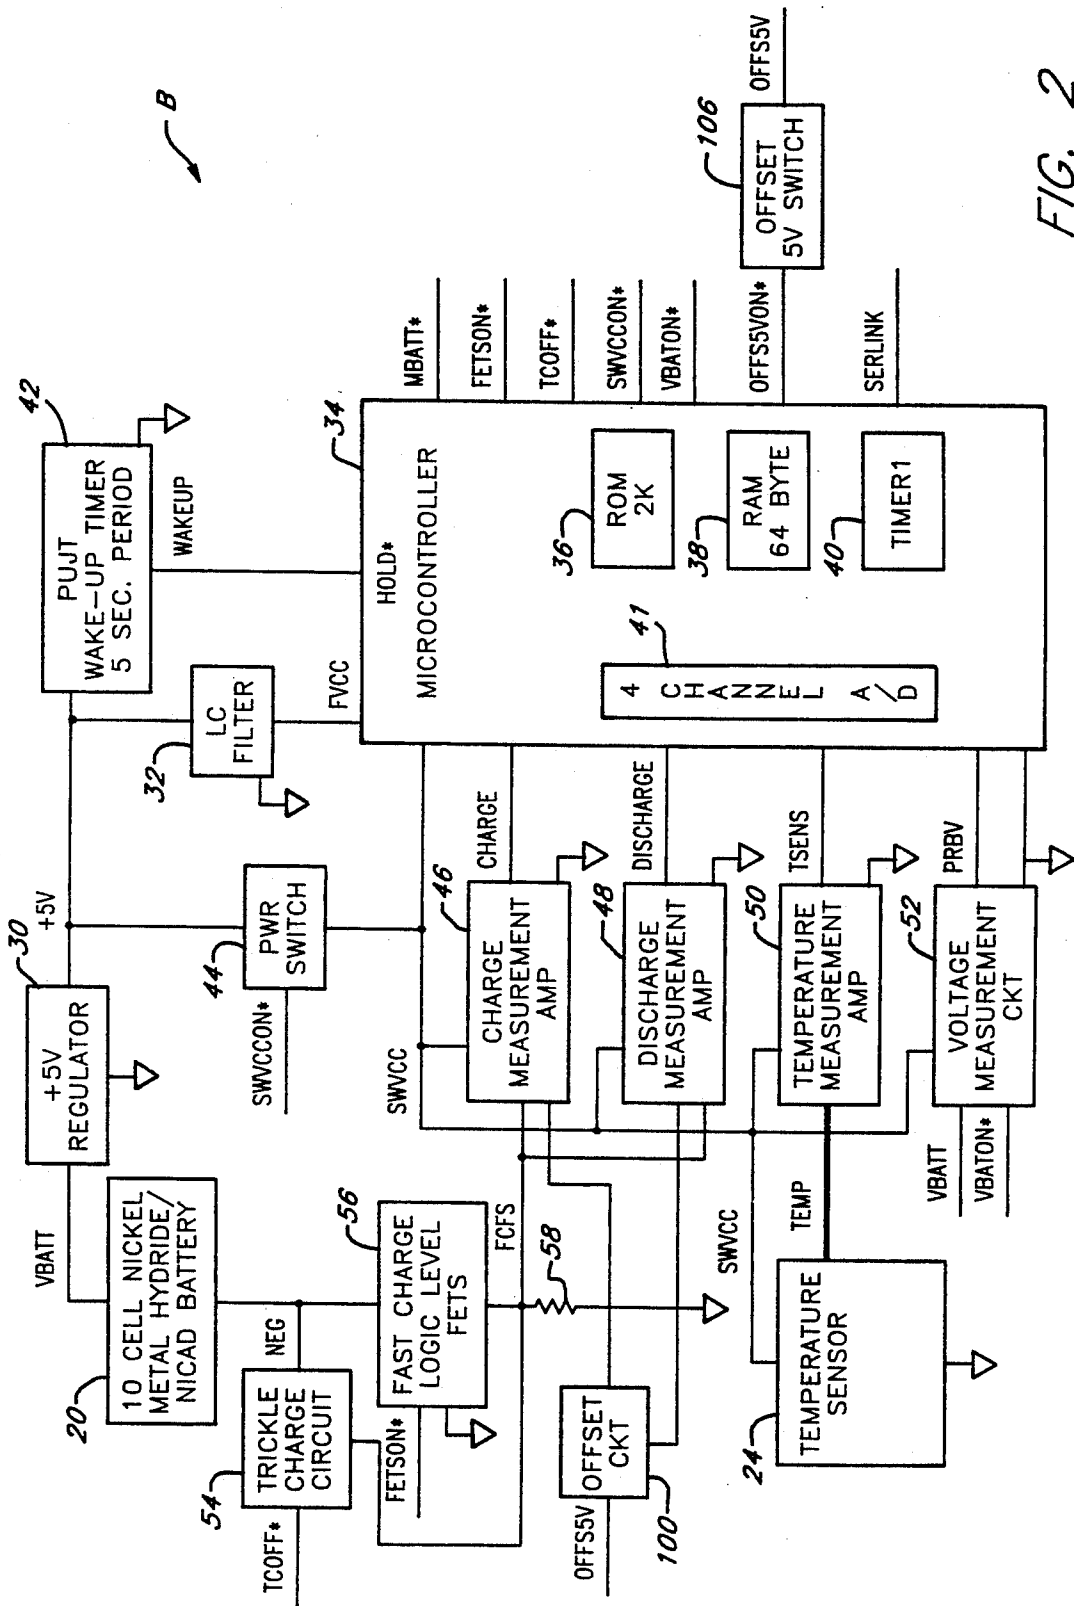 B
42
PUJT
WAKE-UP TIMER
5 SEC. PERIOD
WAKEUP
30
+5V
REGULATOR
+5V
VBATT
32
LC
FILTER
FVCC
44
PWR
SWITCH
SWVCCON*
SWVCC
20
10 CELL NICKEL
METAL HYDRIDE/
NICAD BATTERY
NEG
54
TRICKLE
CHARGE
CIRCUIT
TCOFF*
56
FAST CHARGE
LOGIC LEVEL
FETS
FETSON*
FCFS
58
34
HOLD*
MICROCONTROLLER
36
ROM
2K
38
RAM
64 BYTE
40
TIMER1
41
4 CHANNEL A/D
MBATT*
FETSON*
TCOFF*
SWVCCON*
VBATON*
OFFS5VON*
SERLINK
106
OFFSET
5V SWITCH
OFFS5V
46
CHARGE
MEASUREMENT
AMP
CHARGE
48
DISCHARGE
MEASUREMENT
AMP
DISCHARGE
50
TEMPERATURE
MEASUREMENT
AMP
TSENS
52
VOLTAGE
MEASUREMENT
CKT
PRBV
VBATT
VBATON*
OFFS5V
OFFSET
CKT
100
SWVCC
TEMP
24
TEMPERATURE
SENSOR
FIG. 2